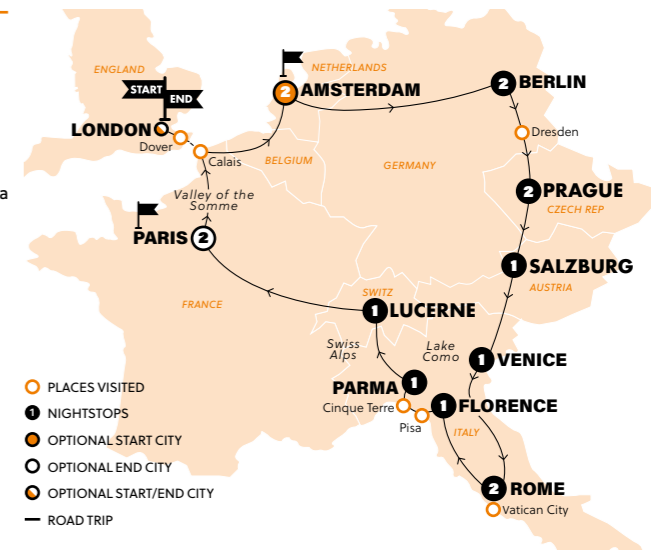 ENGLAND
START
END
LONDON
Dover
Calais
NETHERLANDS
2 AMSTERDAM
BELGIUM
GERMANY
2 BERLIN
Dresden
2 PRAGUE
CZECH REP
1 SALZBURG
AUSTRIA
a
Valley of the
Somme
PARIS 2
FRANCE
SWITZ
1 LUCERNE
Swiss
Alps
Lake
Como
1 VENICE
PARMA 1
Cinque Terre
Pisa
1 FLORENCE
ITALY
2 ROME
Vatican City
PLACES VISITED
1 NIGHTSTOPS
OPTIONAL START CITY
OPTIONAL END CITY
OPTIONAL START/END CITY
ROAD TRIP